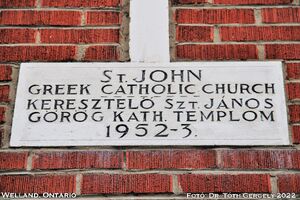 ST. JOHN
GREEK CATHOLIC CHURCH
KERESZTELŐ SZT. JÁNOS
GÖRÖG KATH. TEMPLOM
1952-3.
WELLAND, ONTARIO
FOTÓ: DR. TÓTH GERGELY 2022